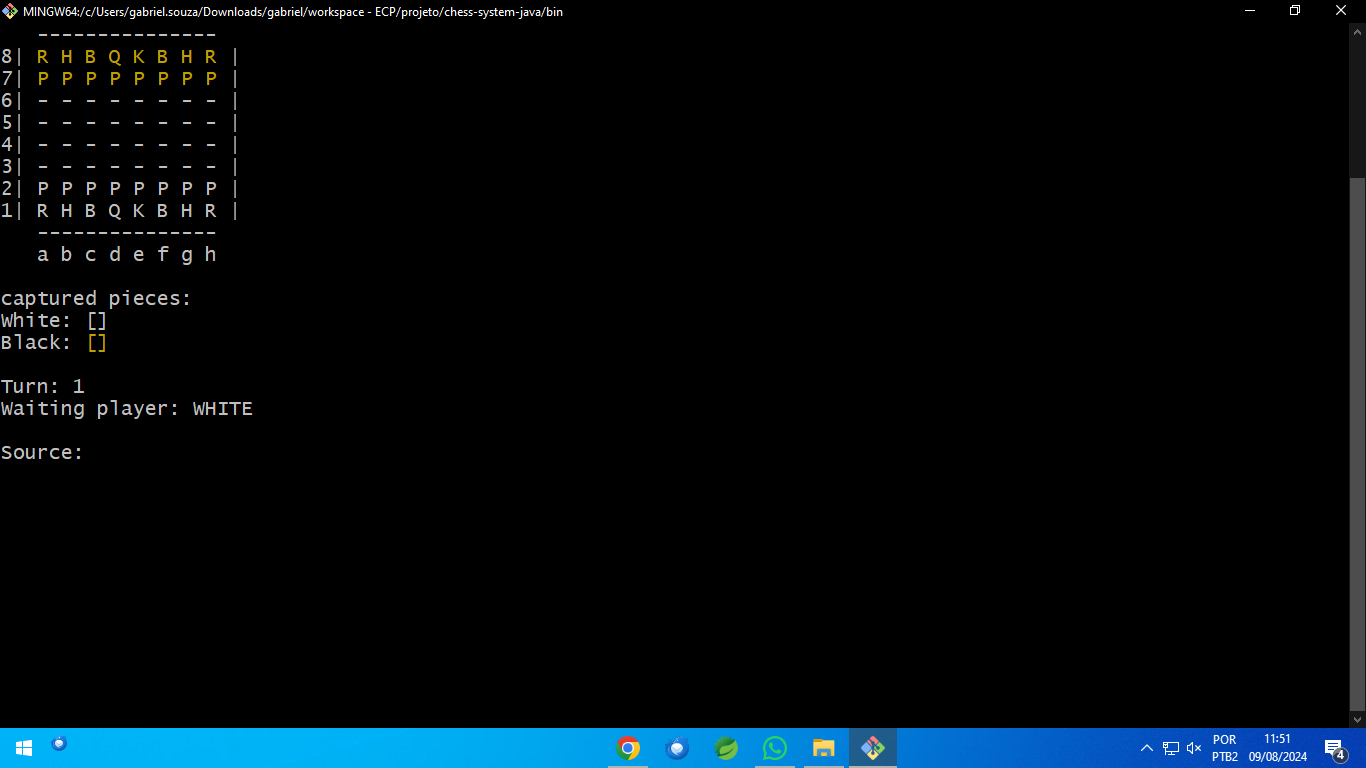 MINGW64:/c/Users/gabriel.souza/Downloads/gabriel/workspace - ECP/projeto/chess-system-java/bin
---------------
8| R H B Q K B H R |
7| P P P P P P P P |
6| - - - - - - - - |
5| - - - - - - - - |
4| - - - - - - - - |
3| - - - - - - - - |
2| P P P P P P P P |
1| R H B Q K B H R |
---------------
a b c d e f g h
captured pieces:
White: []
Black: []
Turn: 1
Waiting player: WHITE
Source:
POR 11:51
PTB2 09/08/2024 4